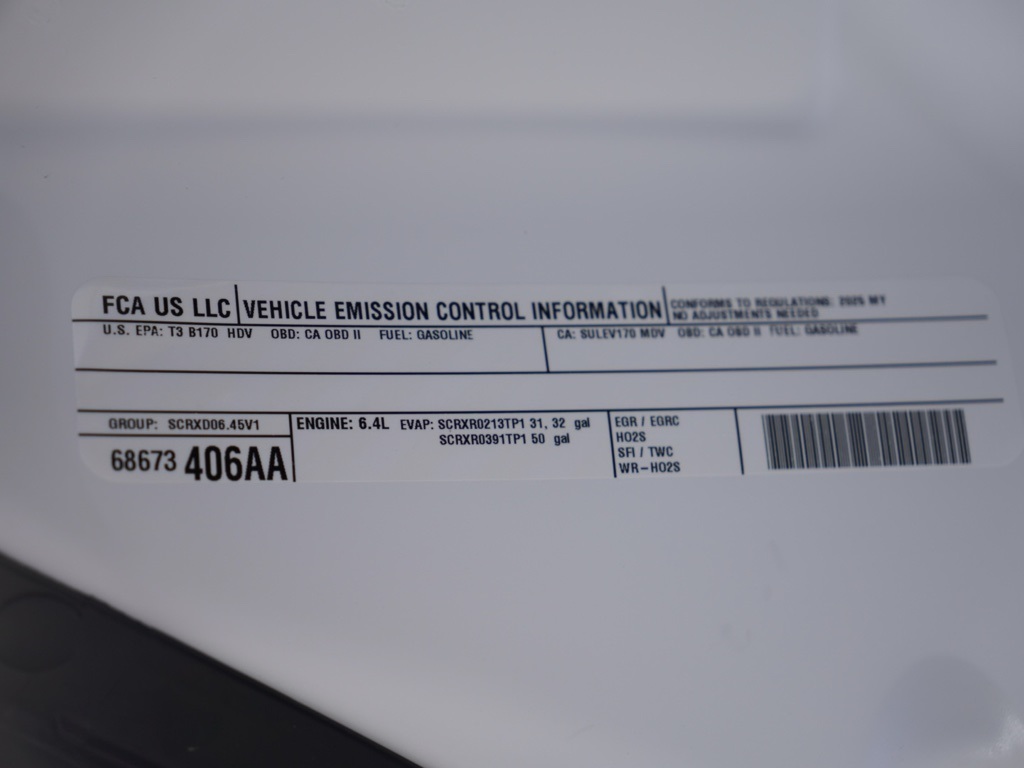 FCA US LLC VEHICLE EMISSION CONTROL INFORMATION
CONFORMS TO REGULATIONS: 2025 MY
NO ADJUSTMENTS NEEDED
U.S. EPA: T3 B170 HDV OBD: CA OBD II FUEL: GASOLINE
CA: SULEV170 MDV OBD: CA OBD II FUEL: GASOLINE
GROUP: SCRXD06.45V1
68673 406AA
ENGINE: 6.4L EVAP: SCRXR0213TP1 31, 32 gal
SCRXR0391TP1 50 gal
EGR / EGRC
HO2S
SFI / TWC
WR-HO2S